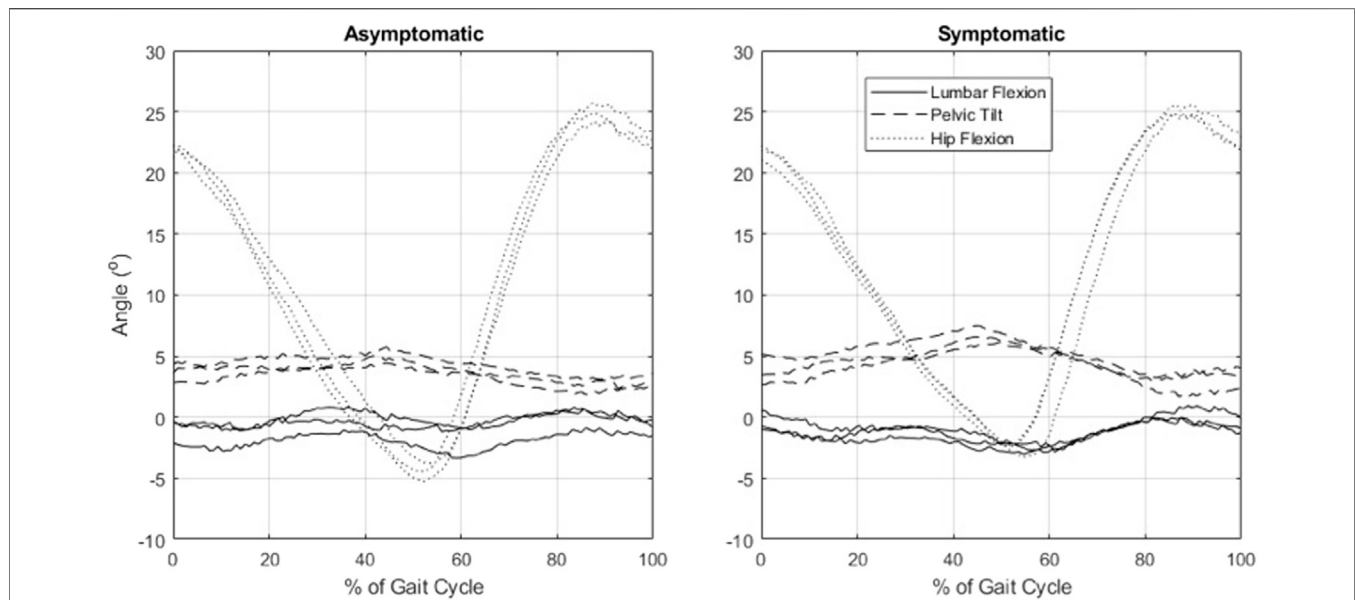 Asymptomatic
30
25
20
15
10
5
0
-5
-10
Angle (º)
0 20 40 60 80 100
% of Gait Cycle
Symptomatic
30
25
20
15
10
5
0
-5
-10
Lumbar Flexion
Pelvic Tilt
Hip Flexion
0 20 40 60 80 100
% of Gait Cycle